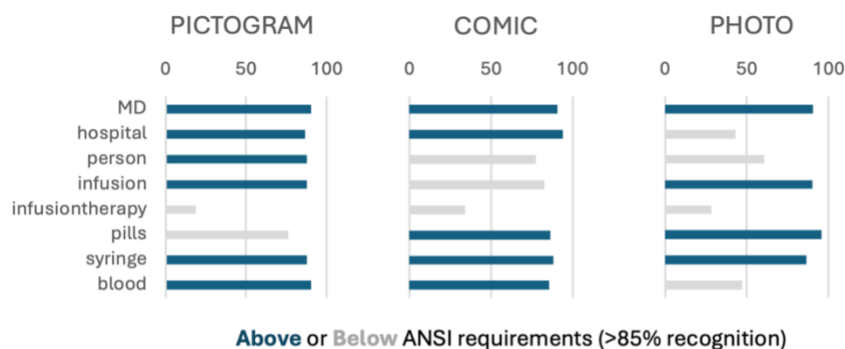 PICTOGRAM COMIC PHOTO
0 50 100 0 50 100 0 50 100
MD
hospital
person
infusion
infusiontherapy
pills
syringe
blood
Above or Below ANSI requirements (>85% recognition)